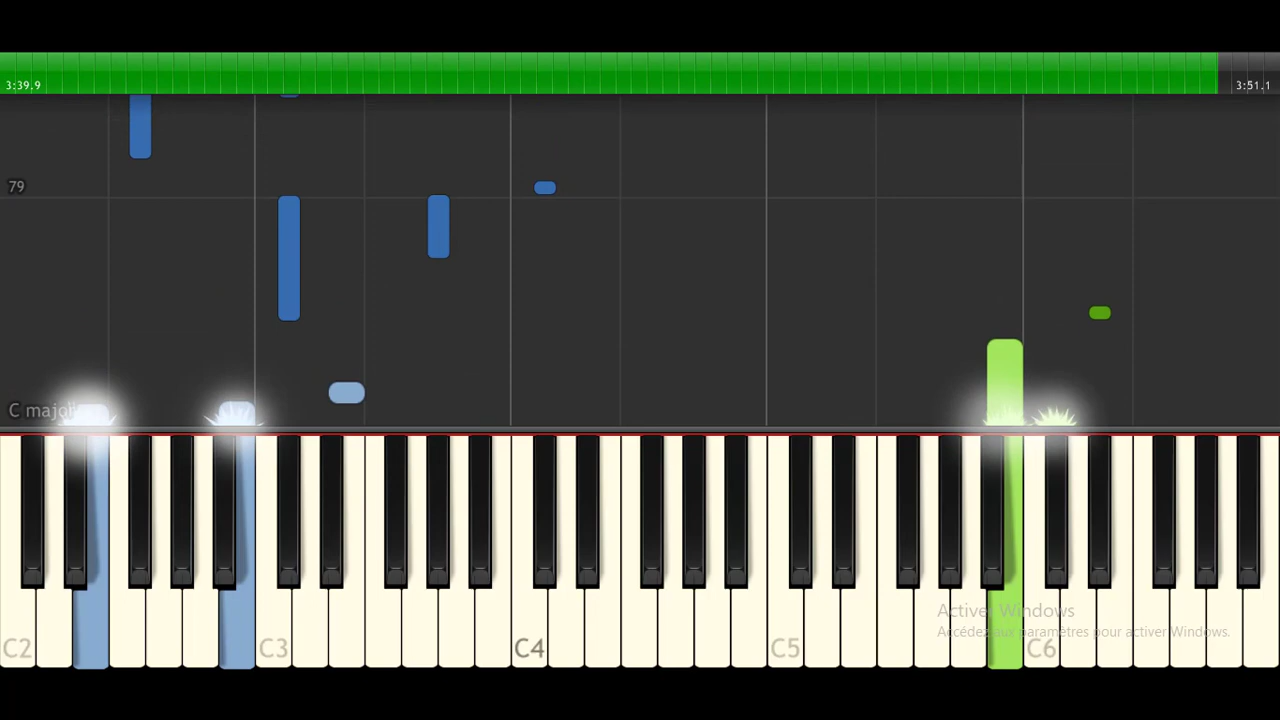 3:39.9
3:51.1
79
C major
Activer Windows
Accédez aux paramètres pour activer Windows.
C2
C3
C4
C5
C6